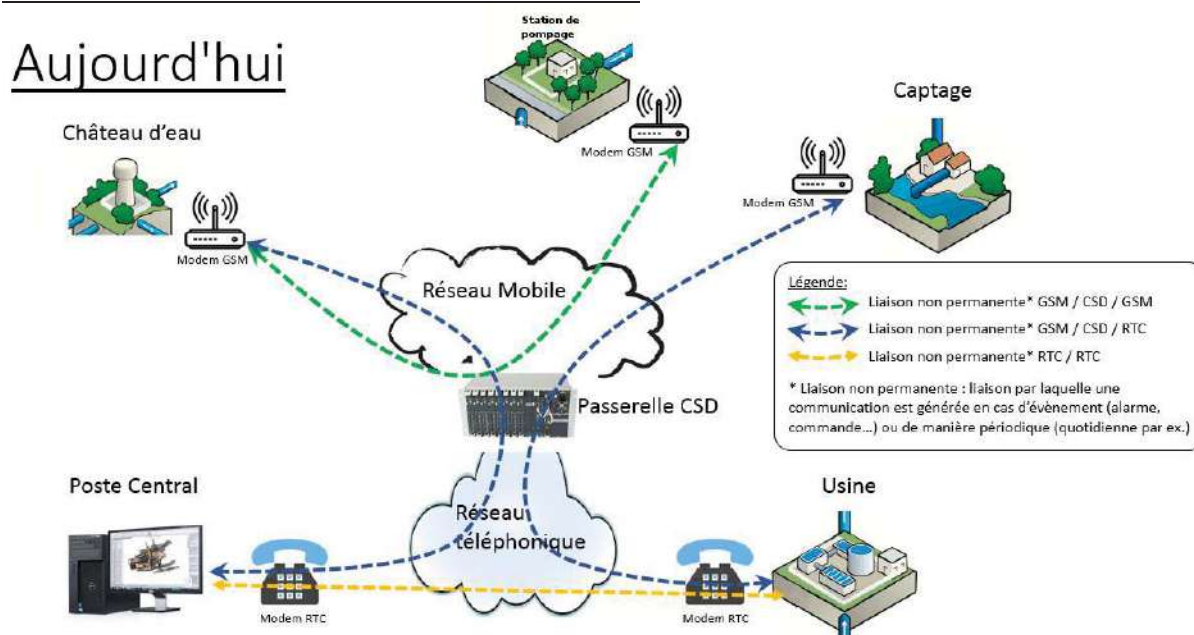 Aujourd'hui
Station de
pompage
Modem GSM
Captage
Château d'eau
Modem GSM
Modem GSM
Réseau Mobile
Légende:
Liaison non permanente* GSM / CSD / GSM
Liaison non permanente* GSM / CSD / RTC
Liaison non permanente* RTC / RTC
* Liaison non permanente : liaison par laquelle une
communication est générée en cas d'évènement (alarme,
commande...) ou de manière périodique (quotidienne par ex.)
Passerelle CSD
Poste Central
Usine
Réseau
téléphonique
Modem RTC
Modem RTC